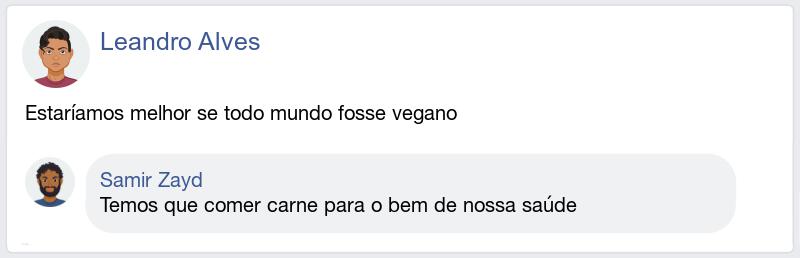 Leandro Alves
Estaríamos melhor se todo mundo fosse vegano
Samir Zayd
Temos que comer carne para o bem de nossa saúde